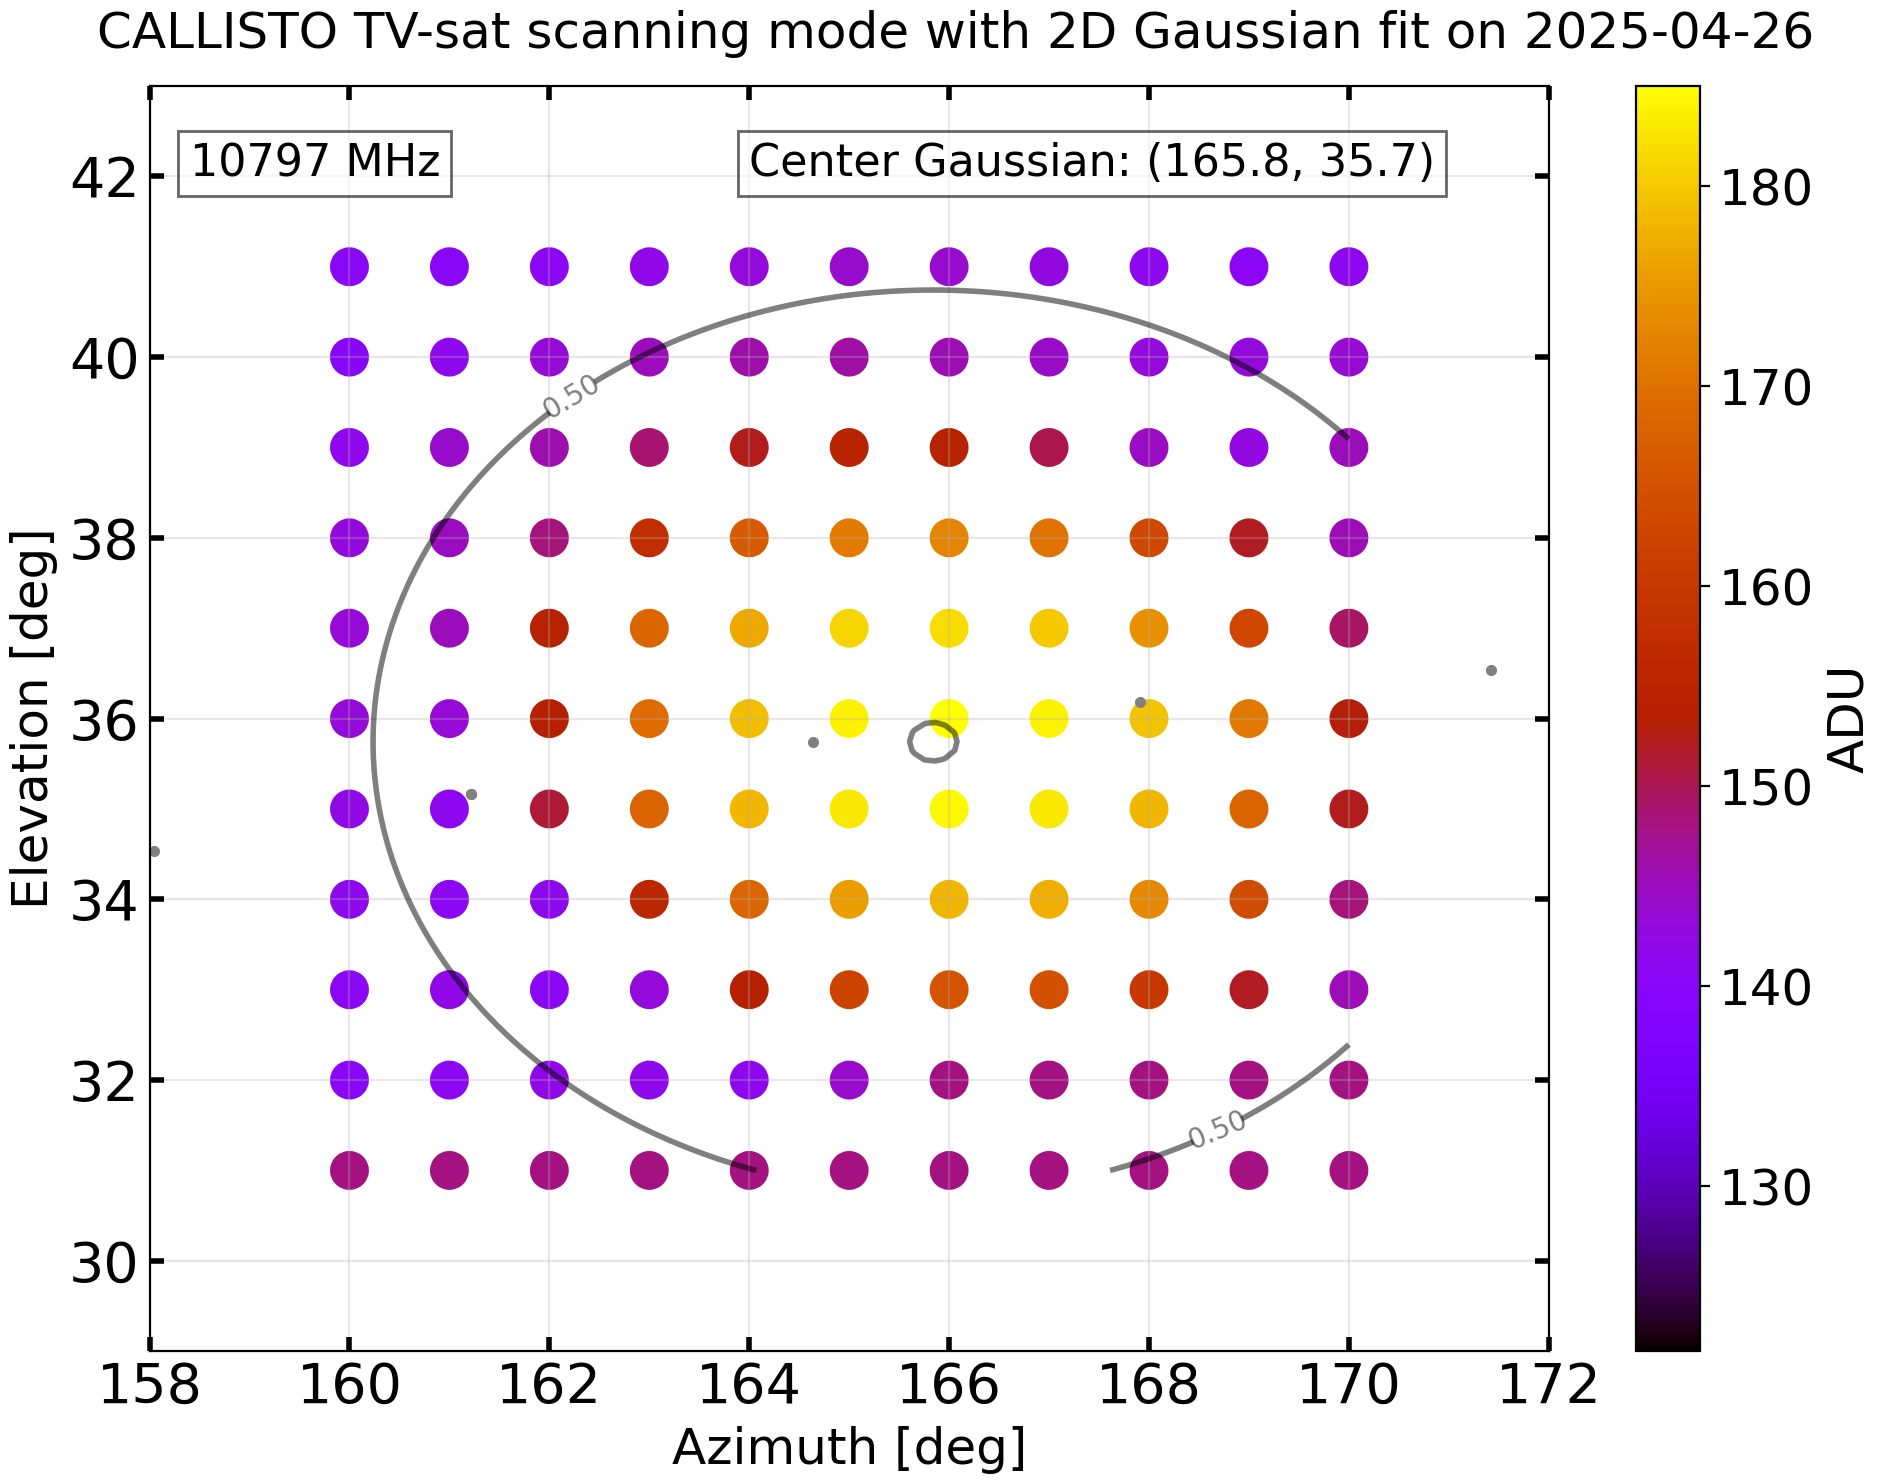 CALLISTO TV-sat scanning mode with 2D Gaussian fit on 2025-04-26
10797 MHz
Center Gaussian: (165.8, 35.7)
42
40
38
36
34
32
30
Elevation [deg]
0.50
0.50
158 160 162 164 166 168 170 172
Azimuth [deg]
180
170
160
150
140
130
ADU